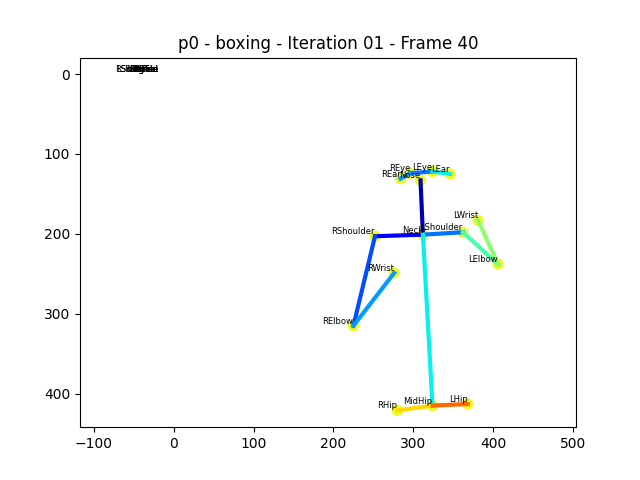 p0 - boxing - Iteration 01 - Frame 40
0
REye LEye
REar Nose LEar
100
LWrist
RShoulder Neck LShoulder
200
LElbow
RWrist
300
RElbow
MidHip LHip
RHip
400
−100 0 100 200 300 400 500